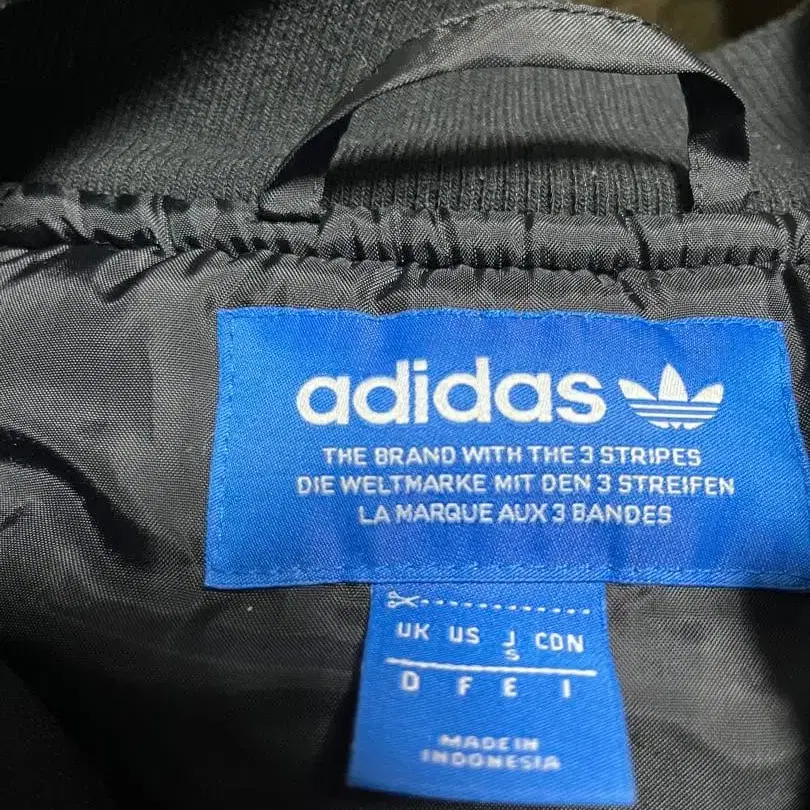 adidas
THE BRAND WITH THE 3 STRIPES
DIE WELTMARKE MIT DEN 3 STREIFEN
LA MARQUE AUX 3 BANDES
UK US J/S CDN
D F E I
MADE IN
INDONESIA